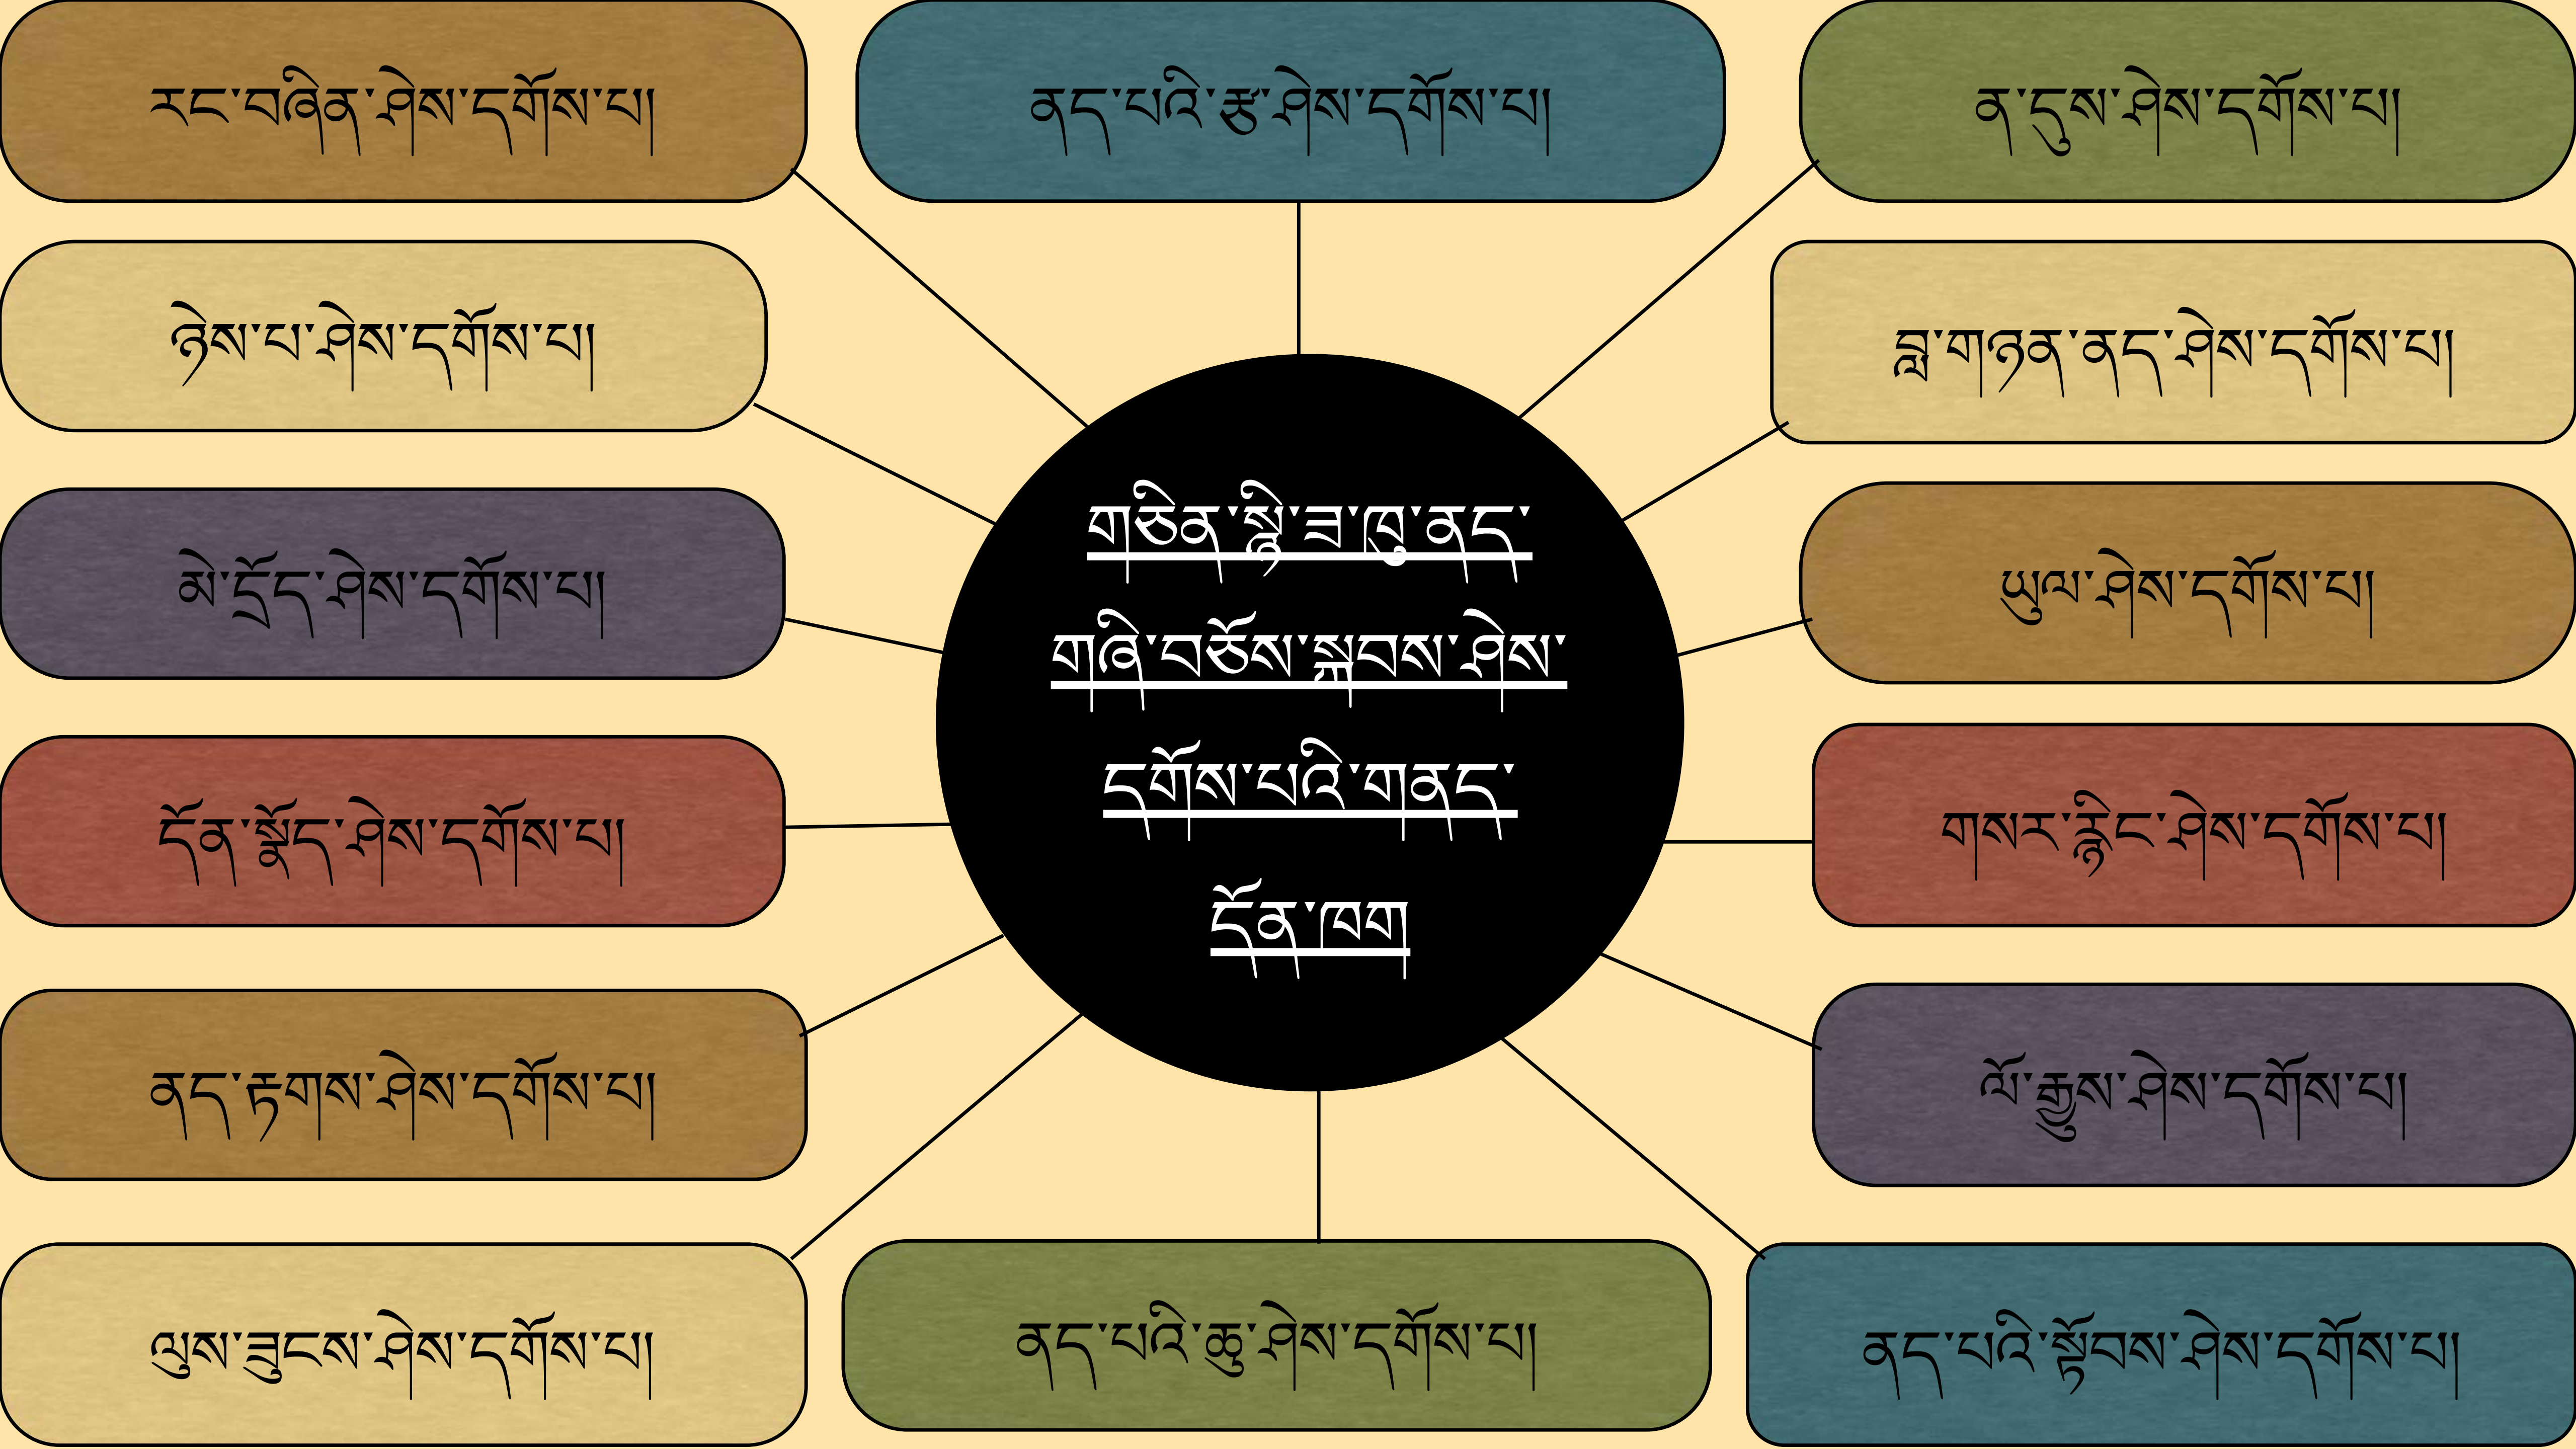 རང་བཞིན་ཤེས་དགོས་པ།
ནད་པའི་རྩ་ཤེས་དགོས་པ།
ན་དུས་ཤེས་དགོས་པ།
ཉེས་པ་ཤེས་དགོས་པ།
བླ་གཉན་ནད་ཤེས་དགོས་པ།
གཅིན་སྙི་ཟ་ཁུ་ནད་
གཞི་བཅོས་སྐབས་ཤེས་
དགོས་པའི་གནད་
དོན་ཁག
མེ་དྲོད་ཤེས་དགོས་པ།
ཡུལ་ཤེས་དགོས་པ།
དོན་སྣོད་ཤེས་དགོས་པ།
གསར་རྙིང་ཤེས་དགོས་པ།
ནད་རྟགས་ཤེས་དགོས་པ།
ལོ་རྒྱུས་ཤེས་དགོས་པ།
ལུས་ཟུངས་ཤེས་དགོས་པ།
ནད་པའི་ཆུ་ཤེས་དགོས་པ།
ནད་པའི་སྟོབས་ཤེས་དགོས་པ།